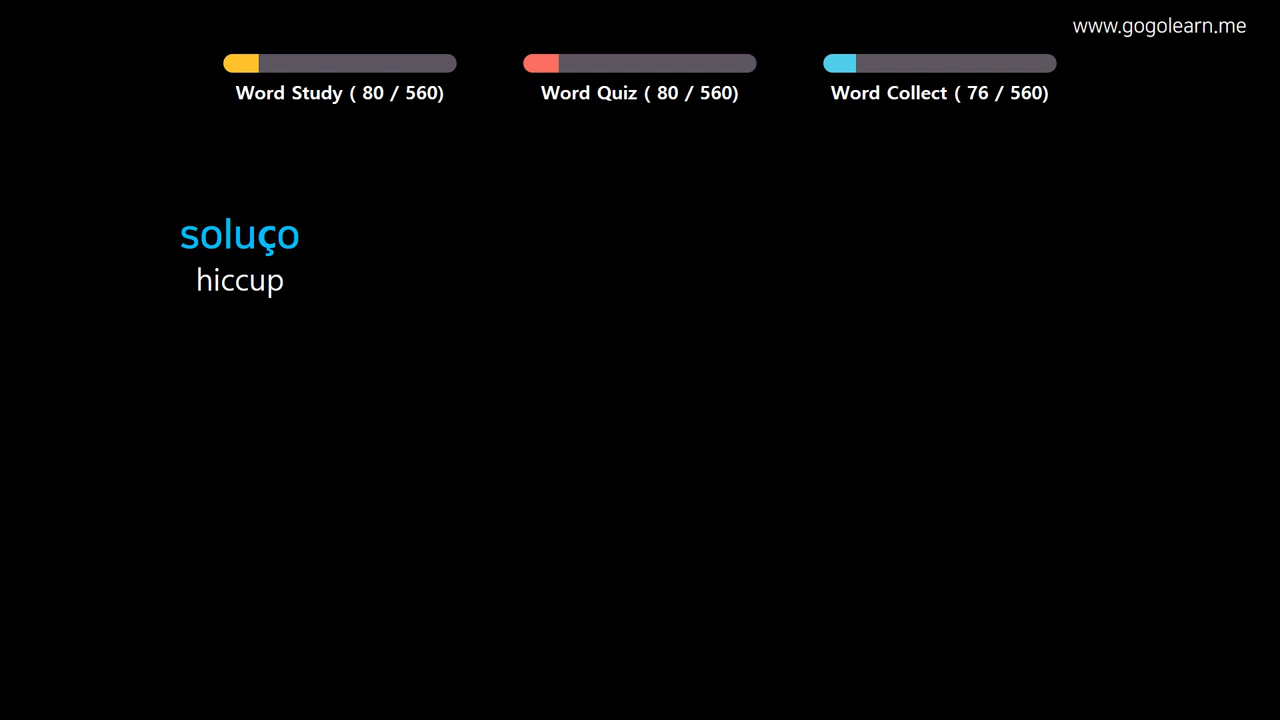 www.gogolearn.me
Word Study ( 80 / 560)
Word Quiz ( 80 / 560)
Word Collect ( 76 / 560)
soluço
hiccup